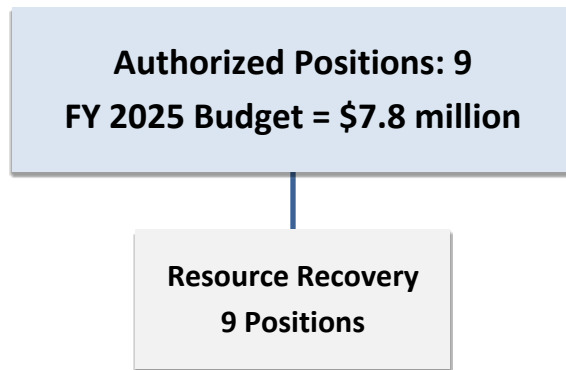 Authorized Positions: 9
FY 2025 Budget = $7.8 million
Resource Recovery
9 Positions